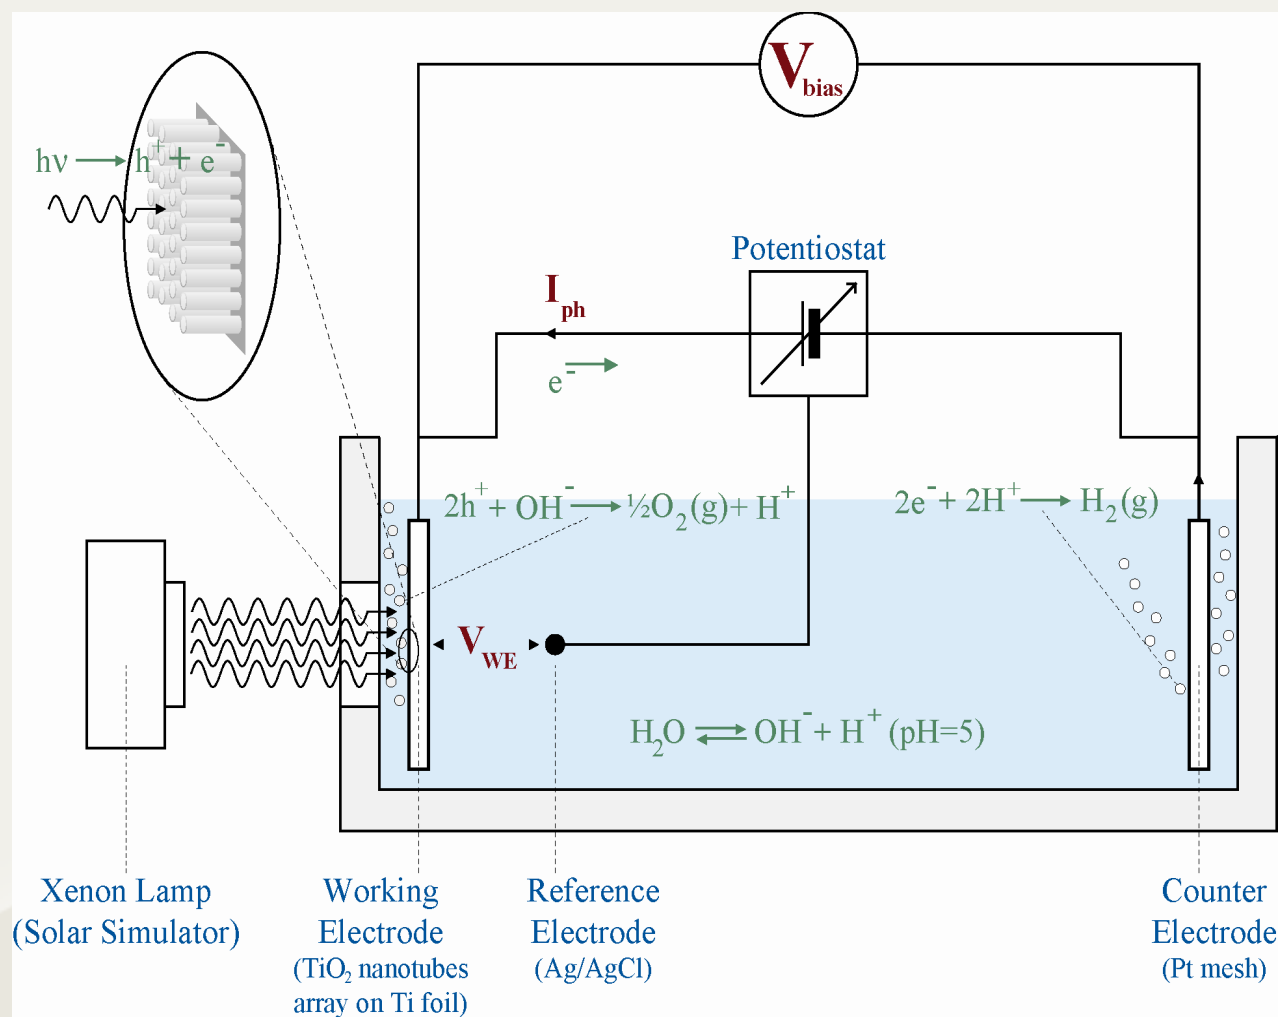 V bias
hν → h⁺ + e⁻
Potentiostat
I ph
e⁻ →
2h⁺ + OH⁻ → ½O₂(g) + H⁺
2e⁻ + 2H⁺ → H₂(g)
V WE
H₂O ⇌ OH⁻ + H⁺ (pH=5)
Xenon Lamp
(Solar Simulator)
Working
Electrode
(TiO₂ nanotubes
array on Ti foil)
Reference
Electrode
(Ag/AgCl)
Counter
Electrode
(Pt mesh)